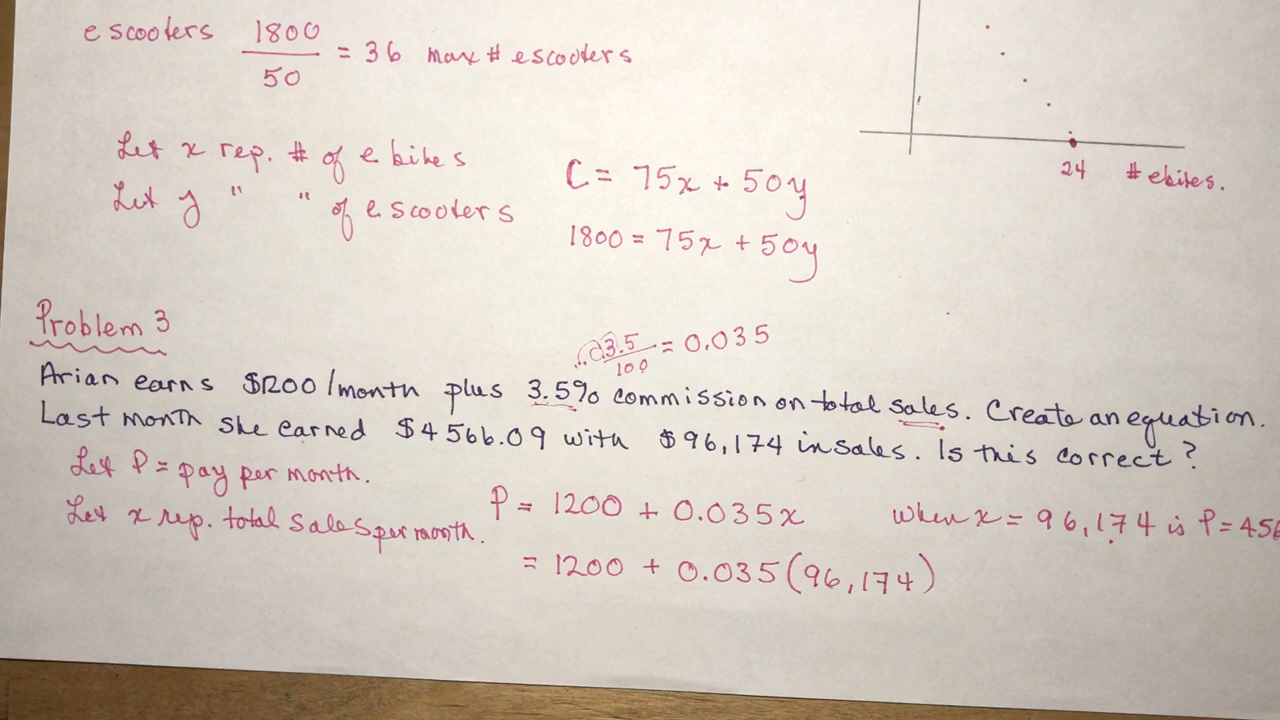 e scooters 1800/50 = 36 max # escooters
24 # ebikes.
Let x rep. # of e bikes
Let y " " of e scooters
C = 75x + 50y
1800 = 75x + 50y
Problem 3
3.5/100 = 0.035
Arian earns $1200/month plus 3.5% commission on total sales. Create an equation.
Last month she earned $4566.09 with $96,174 in sales. Is this correct?
Let P = pay per month.
Let x rep. total sales per month.
P = 1200 + 0.035x
when x = 96,174 is P = 456
= 1200 + 0.035(96,174)